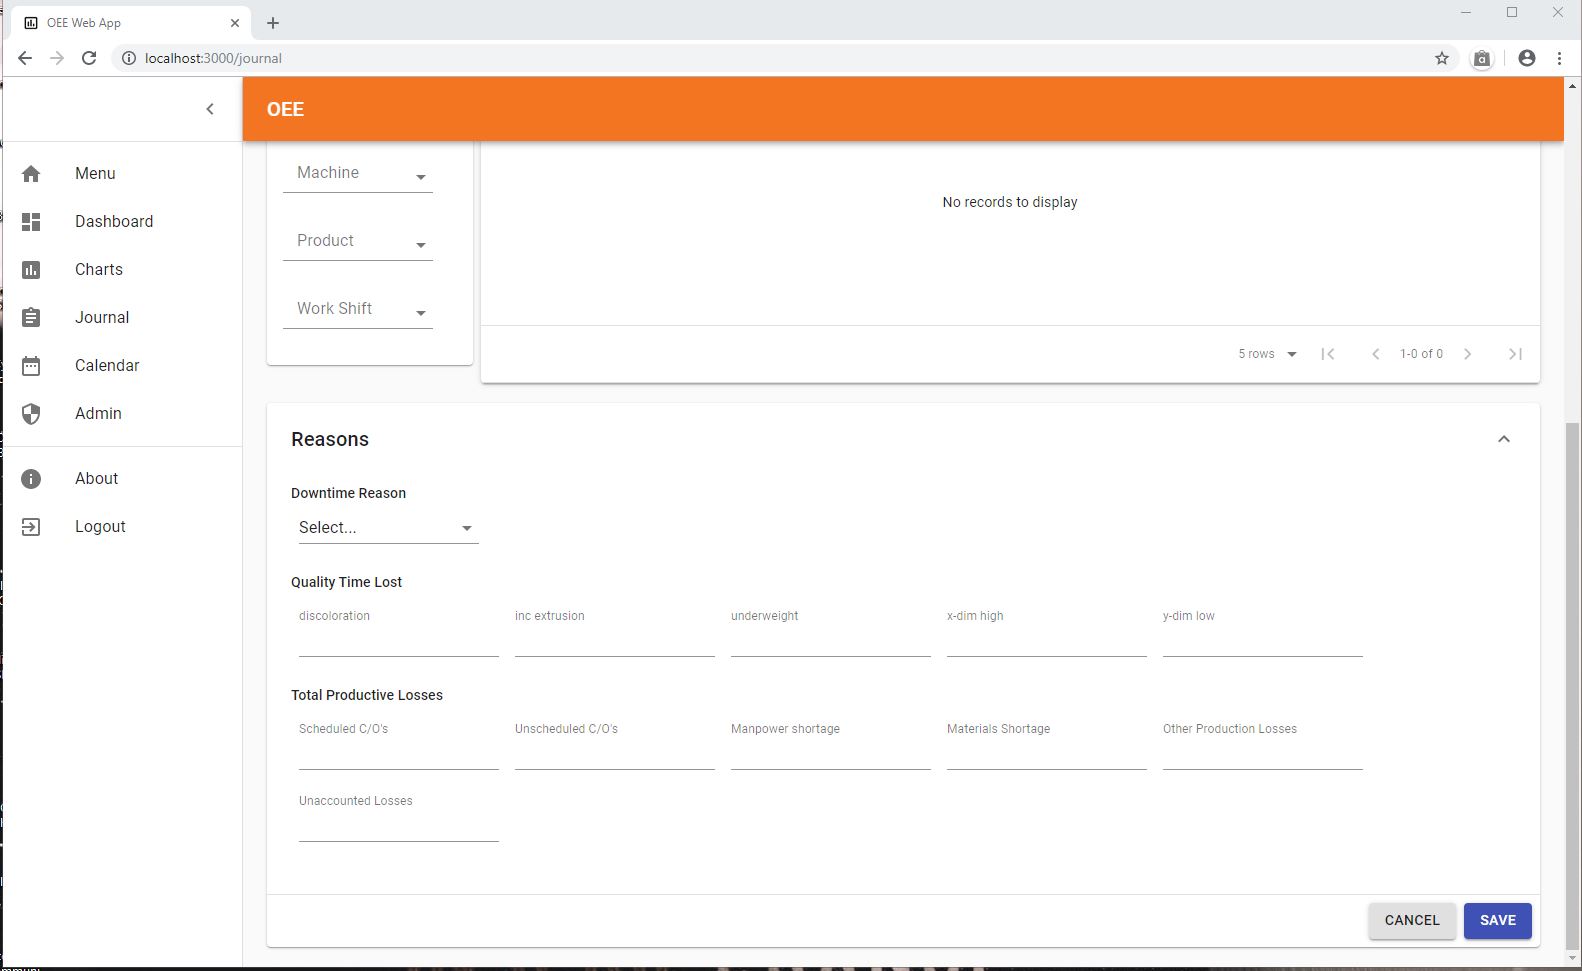 OEE Web App
localhost:3000/journal
OEE
Menu
Dashboard
Charts
Journal
Calendar
Admin
About
Logout
Machine
Product
Work Shift
No records to display
5 rows
1-0 of 0
Reasons
Downtime Reason
Select...
Quality Time Lost
discoloration inc extrusion underweight x-dim high y-dim low
Total Productive Losses
Scheduled C/O's Unscheduled C/O's Manpower shortage Materials Shortage Other Production Losses
Unaccounted Losses
CANCEL SAVE